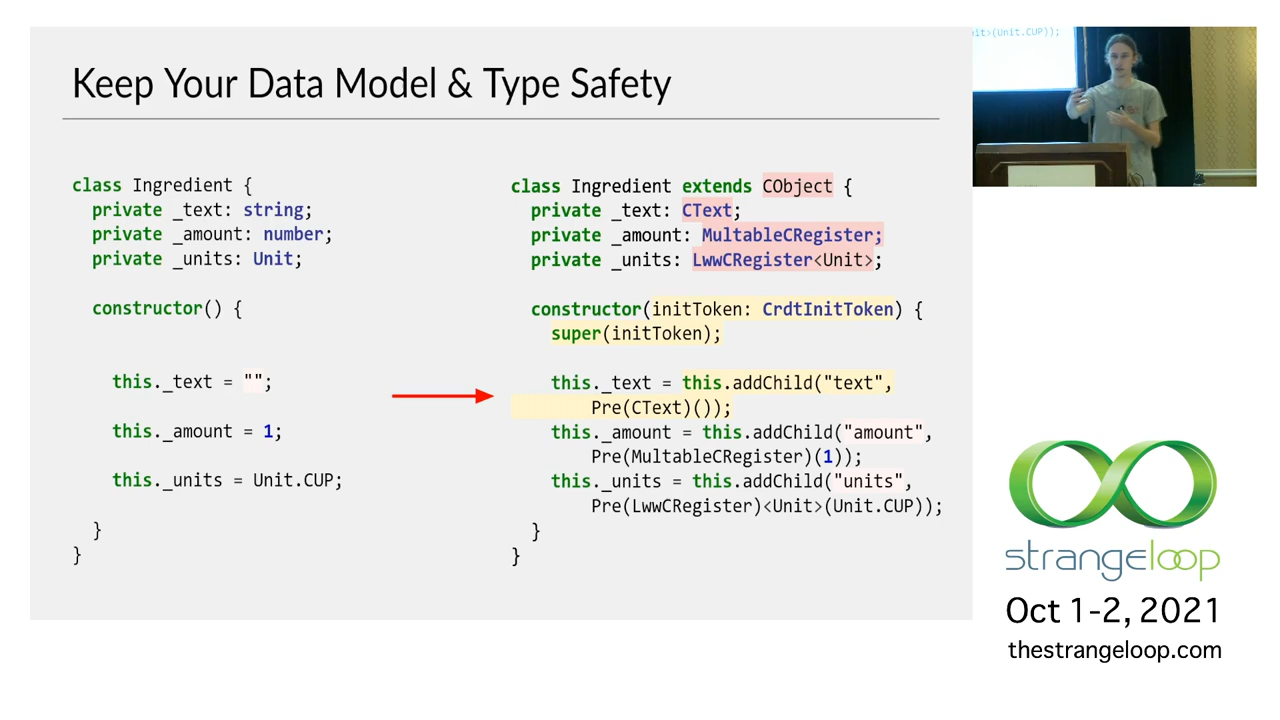 Keep Your Data Model & Type Safety
class Ingredient {
private _text: string;
private _amount: number;
private _units: Unit;
constructor() {
this._text = "";
this._amount = 1;
this._units = Unit.CUP;
}
}
class Ingredient extends CObject {
private _text: CText;
private _amount: MultableCRegister;
private _units: LwwCRegister<Unit>;
constructor(initToken: CrdtInitToken) {
super(initToken);
this._text = this.addChild("text",
Pre(CText)());
this._amount = this.addChild("amount",
Pre(MultableCRegister)(1));
this._units = this.addChild("units",
Pre(LwwCRegister)<Unit>(Unit.CUP));
}
}
it>(Unit.CUP));
strangeloop
Oct 1-2, 2021
thestrangeloop.com